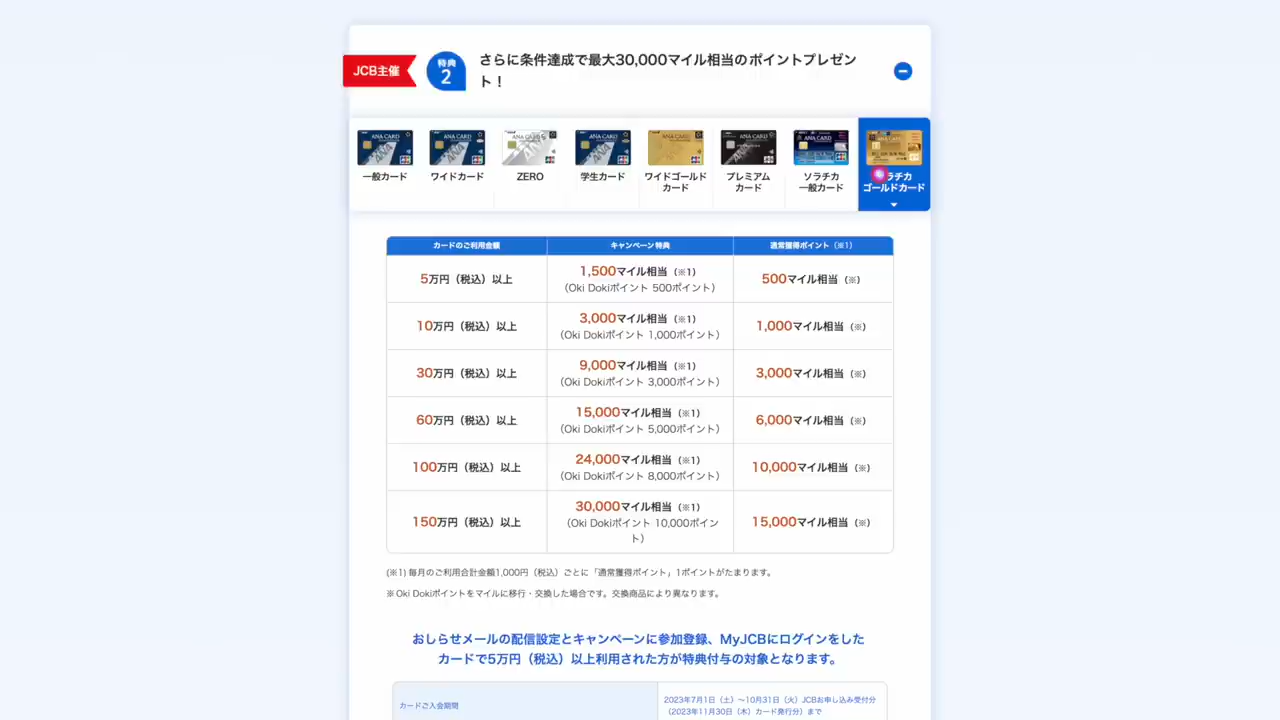 JCB主催
特典
2
さらに条件達成で最大30,000マイル相当のポイントプレゼン
ト！
ANA CARD
ANA CARD
ANA CARD
ANA CARD
ANA CARD
ANA CARD
ANA CARD
ANA CARD
一般カード
ワイドカード
ZERO
学生カード
ワイドゴールド
カード
プレミアム
カード
ソラチカ
一般カード
ラチカ
ゴールドカード
カードのご利用金額 キャンペーン特典 通常獲得ポイント（※1）
5万円（税込）以上 1,500マイル相当（※1） 500マイル相当（※）
（Oki Dokiポイント 500ポイント）
10万円（税込）以上 3,000マイル相当（※1） 1,000マイル相当（※）
（Oki Dokiポイント 1,000ポイント）
30万円（税込）以上 9,000マイル相当（※1） 3,000マイル相当（※）
（Oki Dokiポイント 3,000ポイント）
60万円（税込）以上 15,000マイル相当（※1） 6,000マイル相当（※）
（Oki Dokiポイント 5,000ポイント）
100万円（税込）以上 24,000マイル相当（※1） 10,000マイル相当（※）
（Oki Dokiポイント 8,000ポイント）
150万円（税込）以上 30,000マイル相当（※1） 15,000マイル相当（※）
（Oki Dokiポイント 10,000ポイン
ト）
(※1) 毎月のご利用合計金額1,000円（税込）ごとに「通常獲得ポイント」1ポイントがたまります。
※ Oki Dokiポイントをマイルに移行・交換した場合です。交換商品により異なります。
おしらせメールの配信設定とキャンペーンに参加登録、MyJCBにログインをした
カードで5万円（税込）以上利用された方が特典付与の対象となります。
カードご入会期間
2023年7月1日（土）～10月31日（火）JCBお申し込み受付分
（2023年11月30日（木）カード発行分）まで